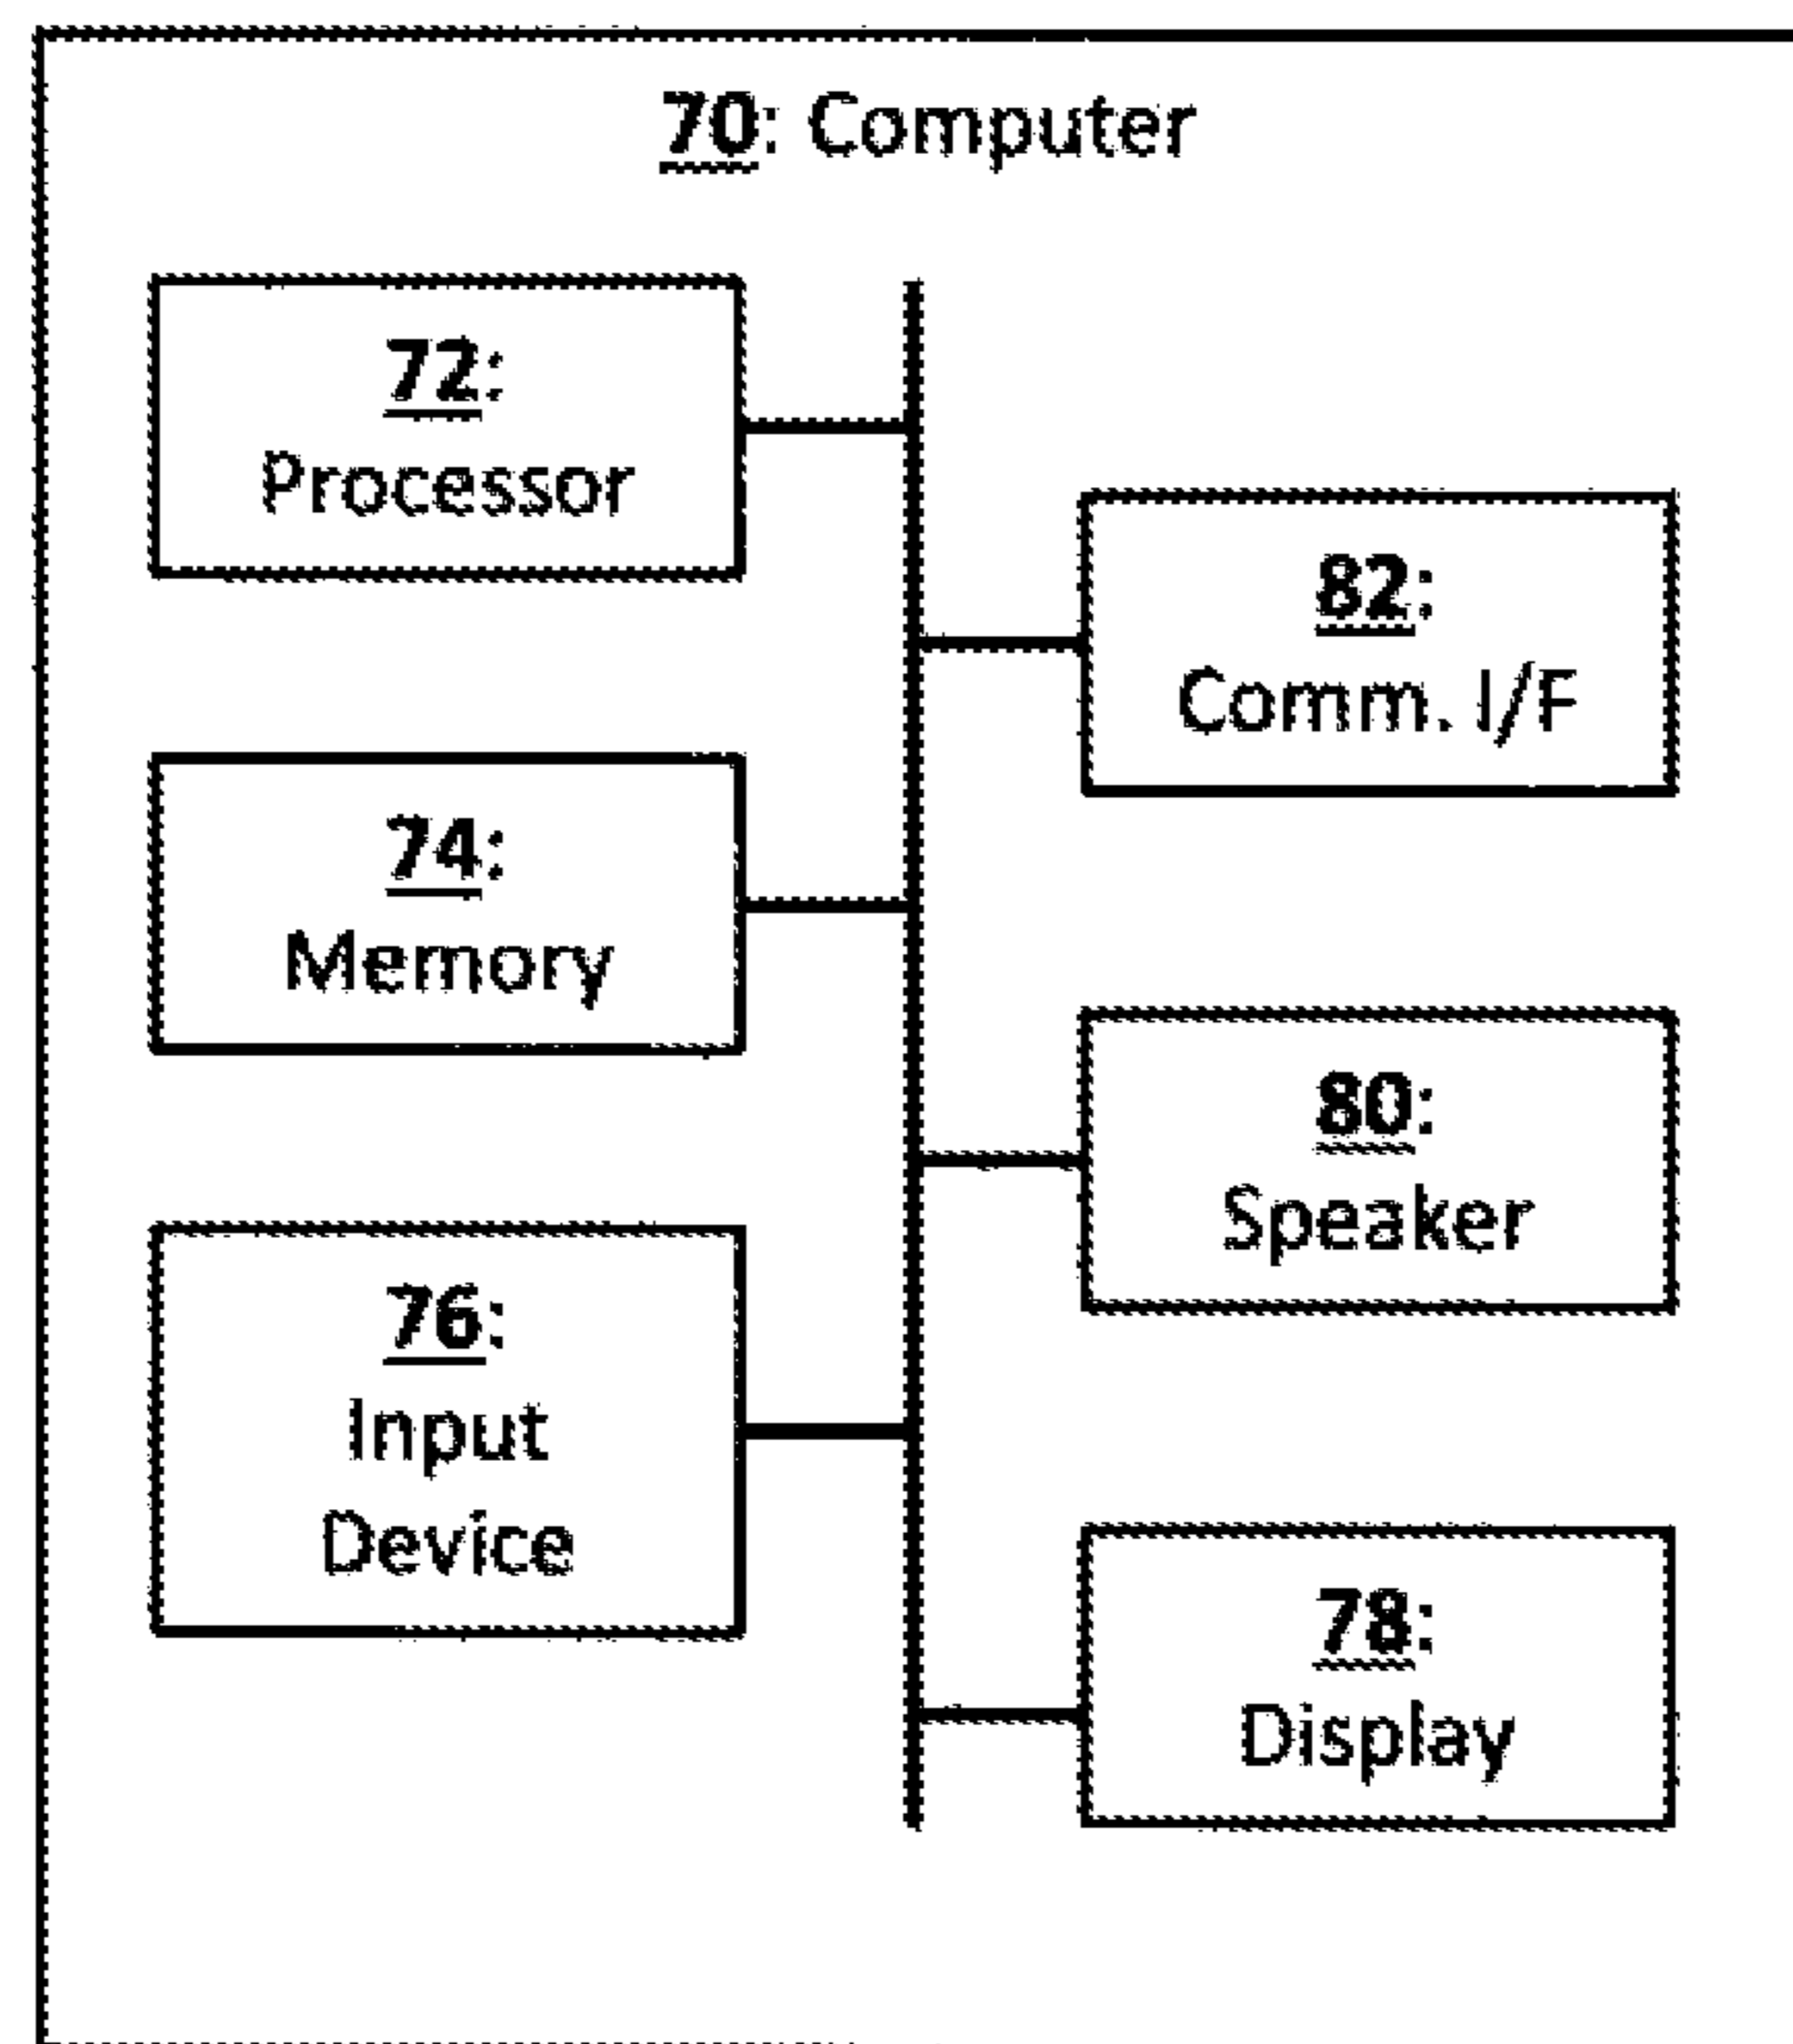 70: Computer
72:
Processor
74:
Memory
76:
Input
Device
82:
Comm. I/F
80:
Speaker
78:
Display